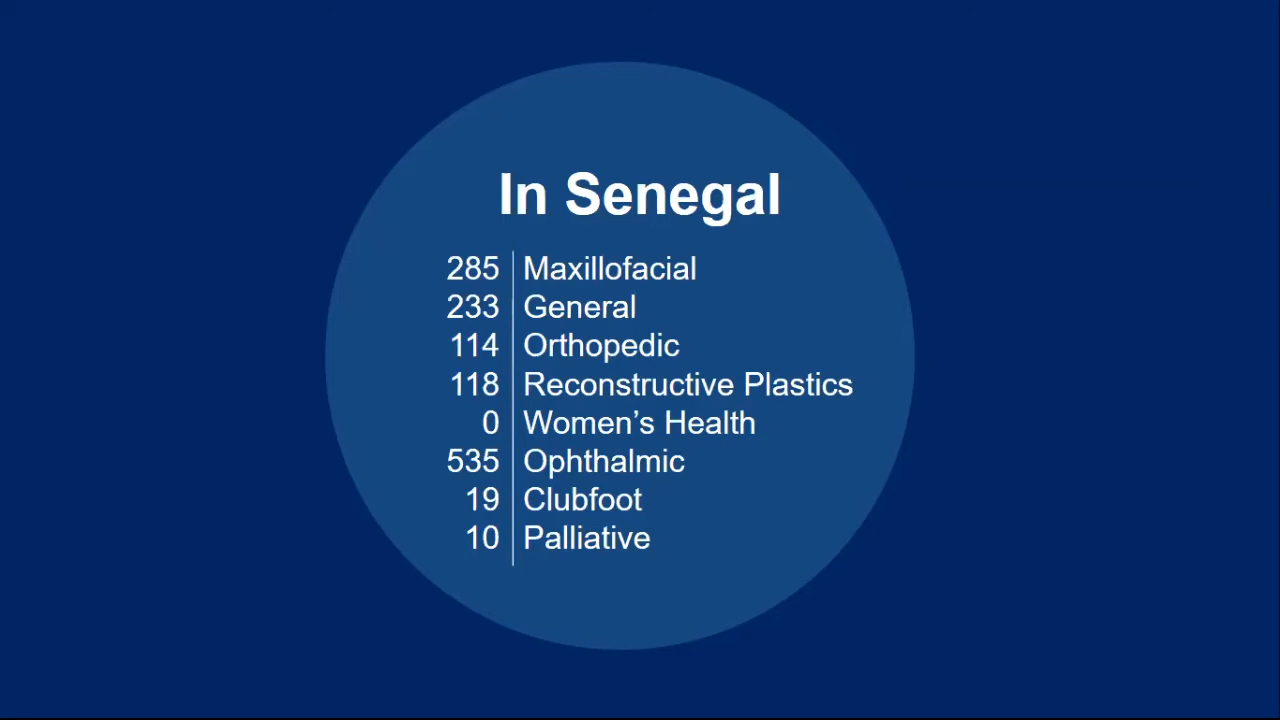 In Senegal
285 Maxillofacial
233 General
114 Orthopedic
118 Reconstructive Plastics
0 Women’s Health
535 Ophthalmic
19 Clubfoot
10 Palliative